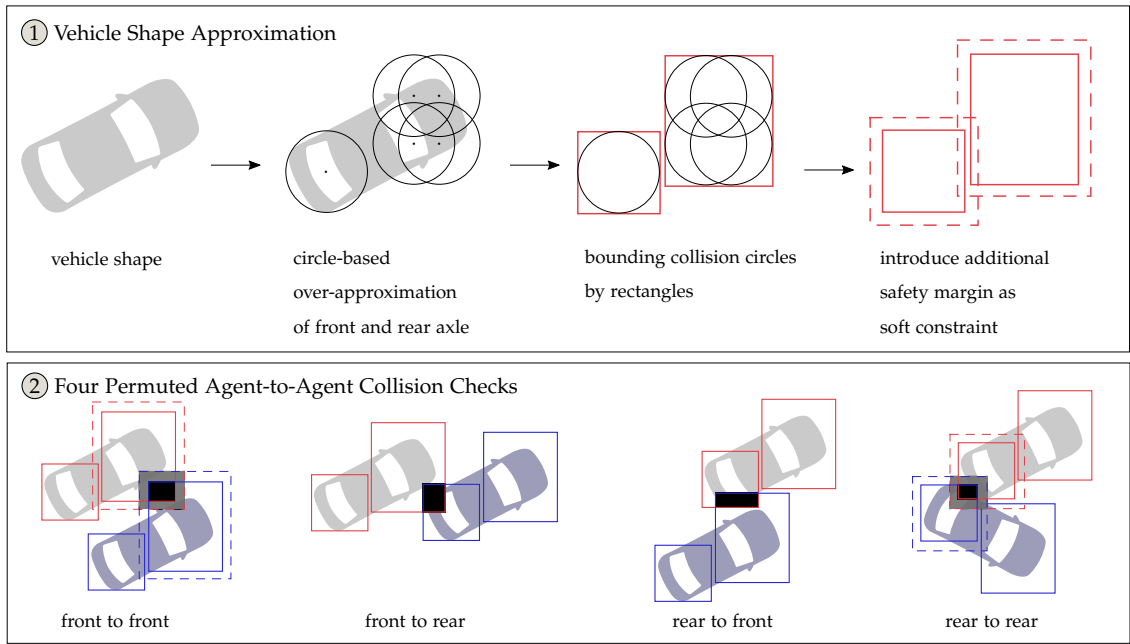 1 Vehicle Shape Approximation
vehicle shape
circle-based
over-approximation
of front and rear axle
bounding collision circles
by rectangles
introduce additional
safety margin as
soft constraint
2 Four Permuted Agent-to-Agent Collision Checks
front to front
front to rear
rear to front
rear to rear